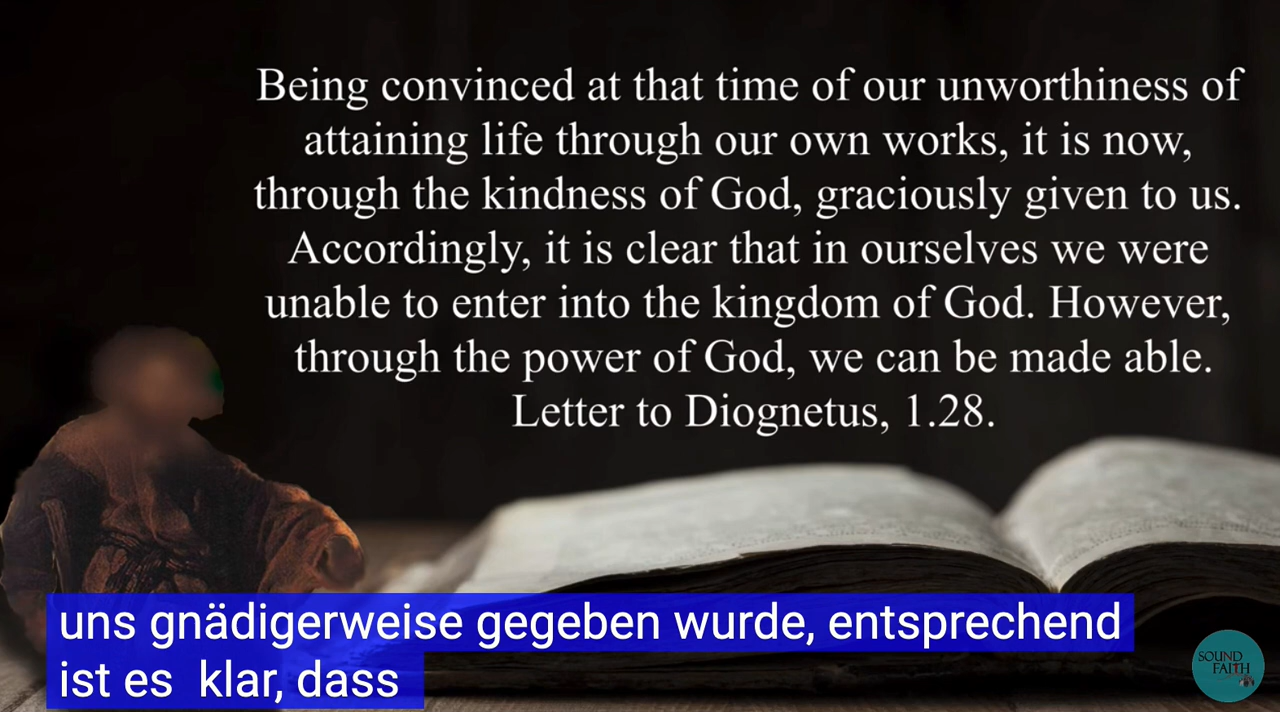 Being convinced at that time of our unworthiness of
attaining life through our own works, it is now,
through the kindness of God, graciously given to us.
Accordingly, it is clear that in ourselves we were
unable to enter into the kingdom of God. However,
through the power of God, we can be made able.
Letter to Diognetus, 1.28.
uns gnädigerweise gegeben wurde, entsprechend
ist es  klar, dass
SOUND
FAITH